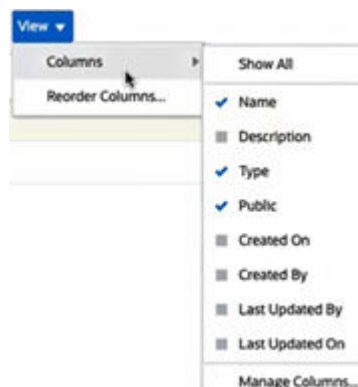 View
Columns
Reorder Columns...
Show All
Name
Description
Type
Public
Created On
Created By
Last Updated By
Last Updated On
Manage Columns...